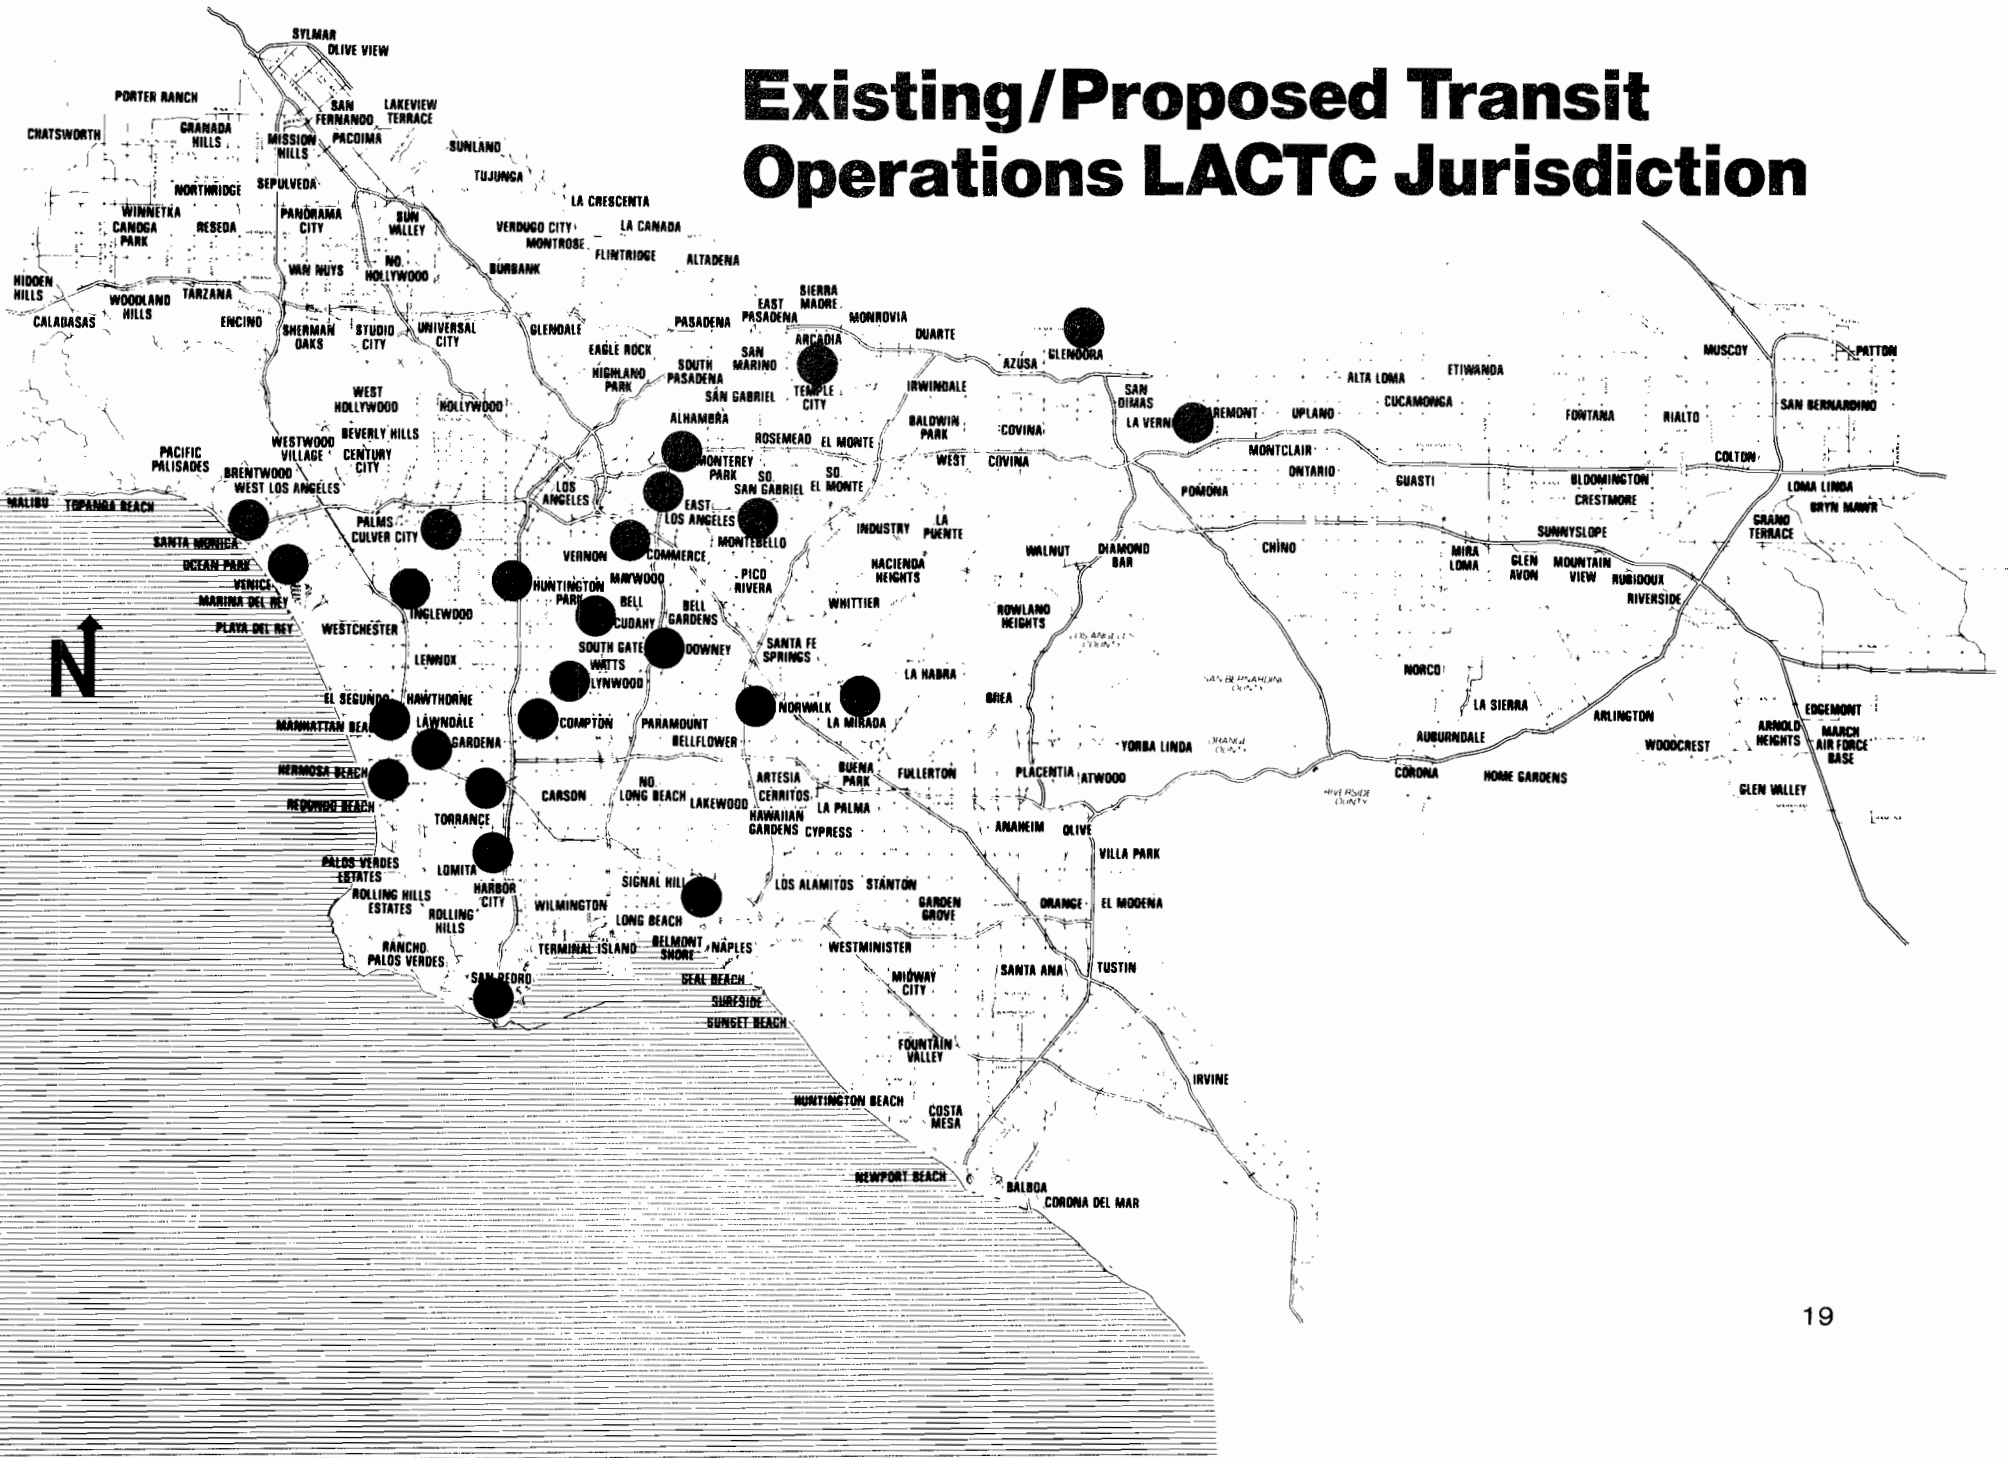 Existing/Proposed Transit
Operations LACTC Jurisdiction
SYLMAR
OLIVE VIEW
PORTER RANCH
SAN
FERNANDO
LAKEVIEW
TERRACE
CHATSWORTH
GRANADA
HILLS
MISSION
HILLS
PACOIMA
SUNLAND
TUJUNGA
NORTHRIDGE
SEPULVEDA
LA CRESCENTA
WINNETKA
CANOGA
PARK
RESEDA
PANORAMA
CITY
SUN
VALLEY
VERDUGO CITY
LA CANADA
MONTROSE
FLINTRIDGE
ALTADENA
VAN NUYS
NO.
HOLLYWOOD
BURBANK
HIDDEN
HILLS
WOODLAND
HILLS
TARZANA
CALABASAS
ENCINO
SHERMAN
OAKS
STUDIO
CITY
UNIVERSAL
CITY
GLENDALE
PASADENA
EAST
PASADENA
SIERRA
MADRE
MONROVIA
DUARTE
ARCADIA
EAGLE ROCK
HIGHLAND
PARK
SOUTH
PASADENA
SAN
MARINO
TEMPLE
CITY
AZUSA
GLENDORA
IRWINDALE
SAN
DIMAS
LA VERN
AREMONT
UPLAND
ALTA LOMA
CUCAMONGA
ETIWANDA
FONTANA
RIALTO
MUSCOY
PATTON
SAN BERNARDINO
WEST
HOLLYWOOD
HOLLYWOOD
SAN GABRIEL
ALHAMBRA
ROSEMEAD
EL MONTE
BALDWIN
PARK
COVINA
WEST COVINA
MONTCLAIR
ONTARIO
GUASTI
BLOOMINGTON
CRESTMORE
COLTON
LOMA LINDA
BRYN MAWR
GRAND
TERRACE
POMONA
PACIFIC
PALISADES
WESTWOOD
VILLAGE
BEVERLY HILLS
CENTURY
CITY
BRENTWOOD
WEST LOS ANGELES
LOS
ANGELES
MONTEREY
PARK
SO.
SAN GABRIEL
SO.
EL MONTE
MALIBU
TOPANGA BEACH
PALMS
CULVER CITY
EAST
LOS ANGELES
MONTEBELLO
INDUSTRY
LA
PUENTE
SANTA MONICA
OCEAN PARK
VENICE
MARINA DEL REY
PLAYA DEL REY
VERNON
COMMERCE
HACIENDA
HEIGHTS
WALNUT
DIAMOND
BAR
CHINO
MIRA
LOMA
GLEN
AVON
SUNNYSLOPE
MOUNTAIN
VIEW
RUBIDOUX
RIVERSIDE
HUNTINGTON
PARK
MAYWOOD
BELL
CUDAHY
BELL
GARDENS
PICO
RIVERA
WHITTIER
ROWLAND
HEIGHTS
LOS ANGELES
COUNTY
INGLEWOOD
WESTCHESTER
LENNOX
SOUTH GATE
DOWNEY
WATTS
LYNWOOD
SANTA FE
SPRINGS
LA HABRA
BREA
SAN BERNARDINO
COUNTY
NORCO
LA SIERRA
ARLINGTON
N
EL SEGUNDO
HAWTHORNE
MANHATTAN BEAC
LAWNDALE
GARDENA
COMPTON
PARAMOUNT
BELLFLOWER
NORWALK
LA MIRADA
YORBA LINDA
ORANGE
COUNTY
AUBURNDALE
WOODCREST
ARNOLD
HEIGHTS
EDGEMONT
MARCH
AIR FORCE
BASE
HERMOSA BEACH
REDONDO BEACH
CARSON
NO.
LONG BEACH
LAKEWOOD
ARTESIA
CERRITOS
BUENA
PARK
FULLERTON
PLACENTIA
ATWOOD
CORONA
HOME GARDENS
GLEN VALLEY
RIVERSIDE
COUNTY
TORRANCE
HAWAIIAN
GARDENS
LA PALMA
CYPRESS
ANAHEIM
OLIVE
VILLA PARK
PALOS VERDES
ESTATES
LOMITA
HARBOR
CITY
ROLLING HILLS
ESTATES
ROLLING
HILLS
WILMINGTON
SIGNAL HILL
LONG BEACH
LOS ALAMITOS
STANTON
GARDEN
GROVE
ORANGE
EL MODENA
RANCHO
PALOS VERDES
TERMINAL ISLAND
BELMONT
SHORE
NAPLES
WESTMINISTER
SAN PEDRO
SEAL BEACH
SURFSIDE
SUNSET BEACH
MIDWAY
CITY
SANTA ANA
TUSTIN
FOUNTAIN
VALLEY
IRVINE
HUNTINGTON BEACH
COSTA
MESA
NEWPORT BEACH
BALBOA
CORONA DEL MAR
19